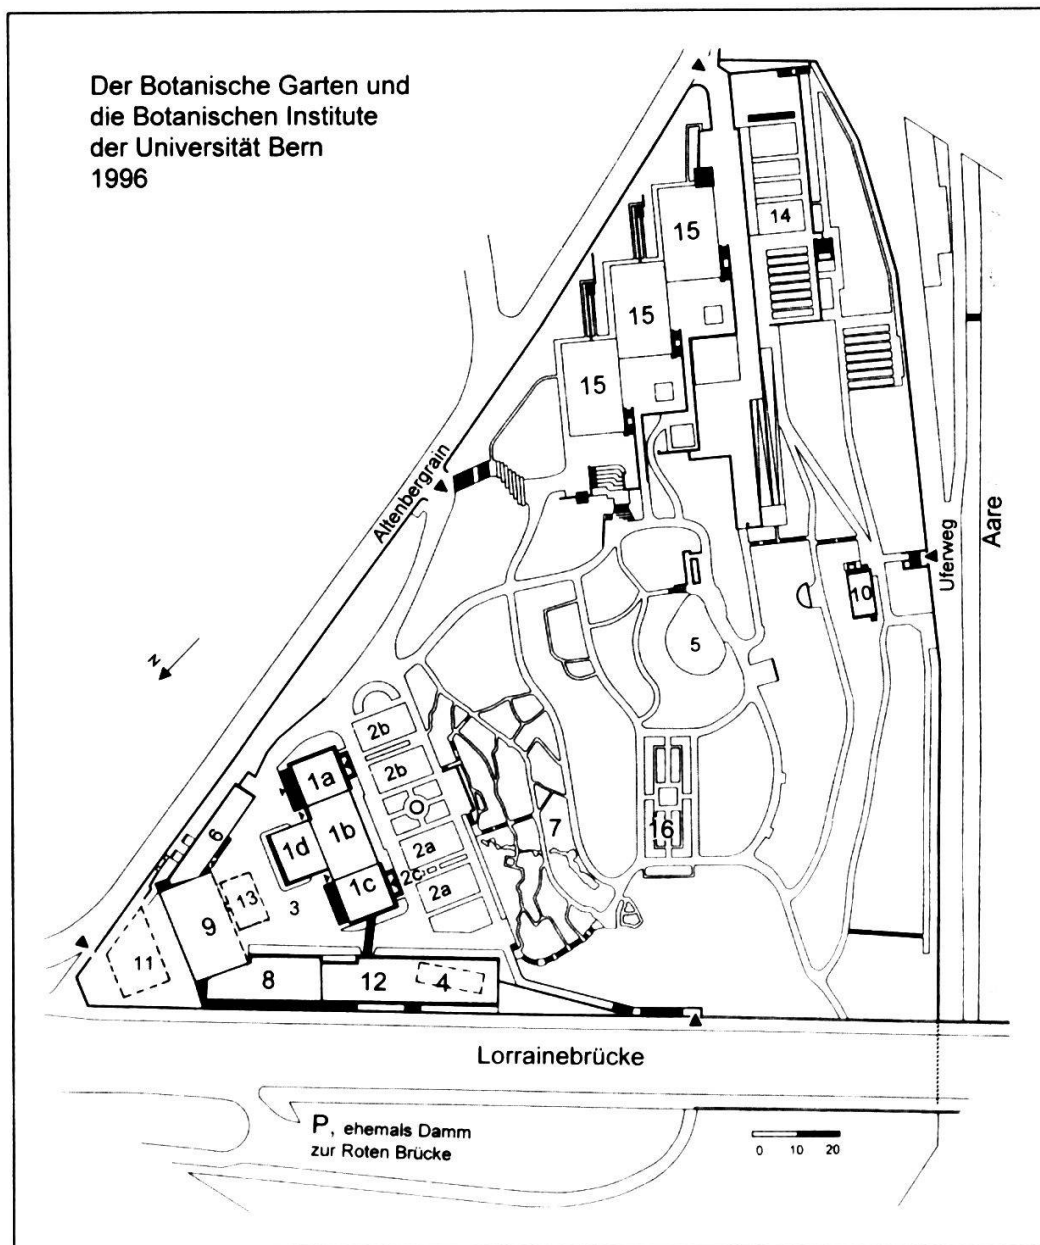 Der Botanische Garten und
die Botanischen Institute
der Universität Bern
1996
15
14
15
15
Altenbergrain
Aare
Uferweg
10
N
5
2b
2b
1a
1b
7
16
6
1d
2a
2c
2a
1c
13
3
9
11
8
12
4
Lorrainebrücke
P, ehemals Damm
zur Roten Brücke
0 10 20